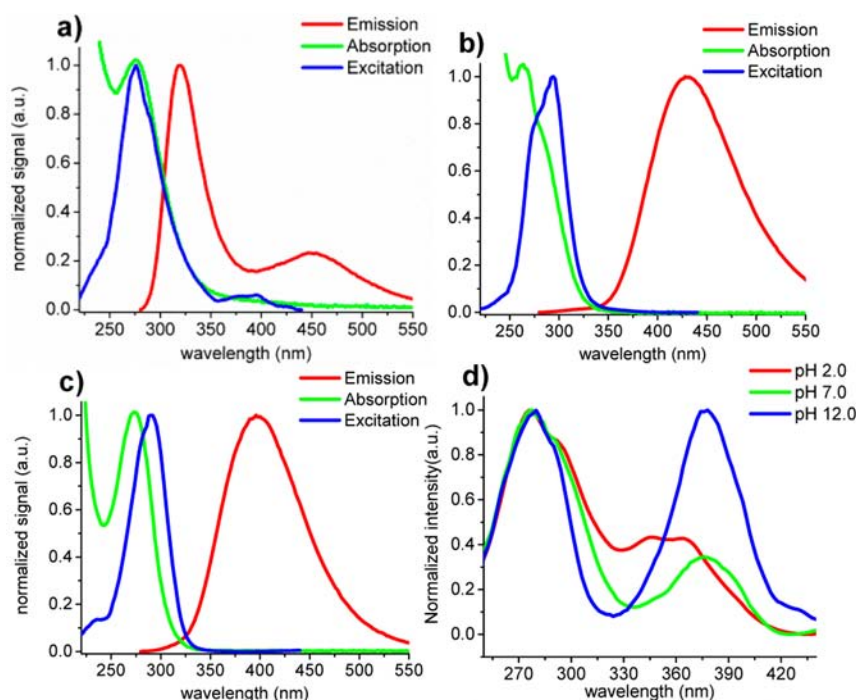 a)
Emission
Absorption
Excitation
normalized signal (a.u.)
1.0
0.8
0.6
0.4
0.2
0.0
250 300 350 400 450 500 550
wavelength (nm)
b)
Emission
Absorption
Excitation
normalized signal (a.u.)
1.0
0.8
0.6
0.4
0.2
0.0
250 300 350 400 450 500 550
wavelength (nm)
c)
Emission
Absorption
Excitation
normalized signal (a.u.)
1.0
0.8
0.6
0.4
0.2
0.0
250 300 350 400 450 500 550
wavelength (nm)
d)
pH 2.0
pH 7.0
pH 12.0
Normalized intensity(a.u.)
1.0
0.8
0.6
0.4
0.2
0.0
270 300 330 360 390 420
wavelength (nm)